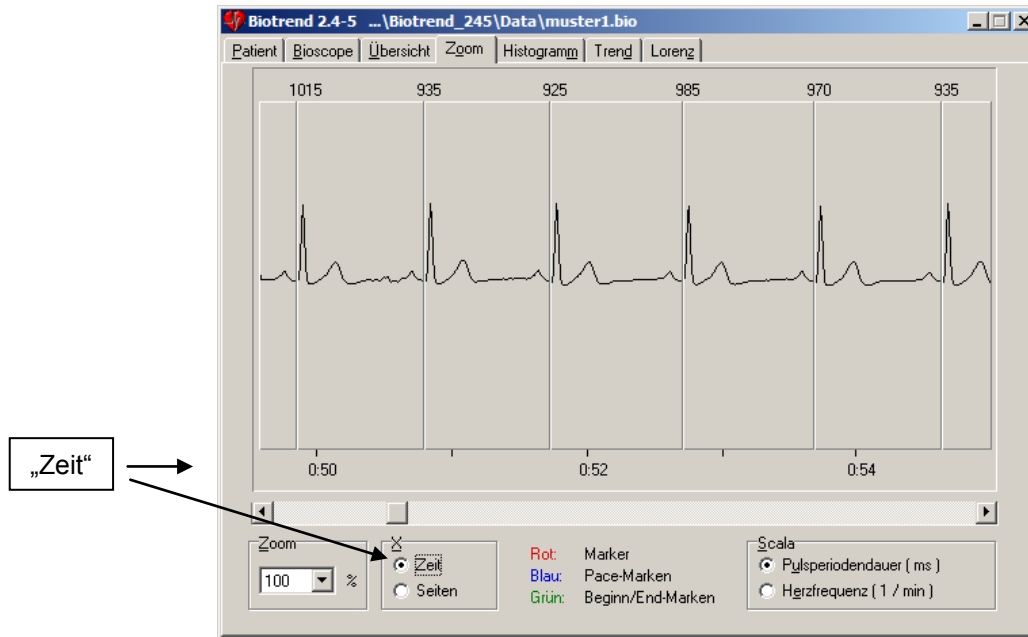 Biotrend 2.4-5 ...\Biotrend_245\Data\muster1.bio
Patient Bioscope Übersicht Zoom Histogramm Trend Lorenz
1015 935 925 985 970 935
0:50 0:52 0:54
„Zeit“
Zoom
100 %
X
Zeit
Seiten
Rot: Marker
Blau: Pace-Marken
Grün: Beginn/End-Marken
Scala
Pulsperiodendauer ( ms )
Herzfrequenz ( 1 / min )